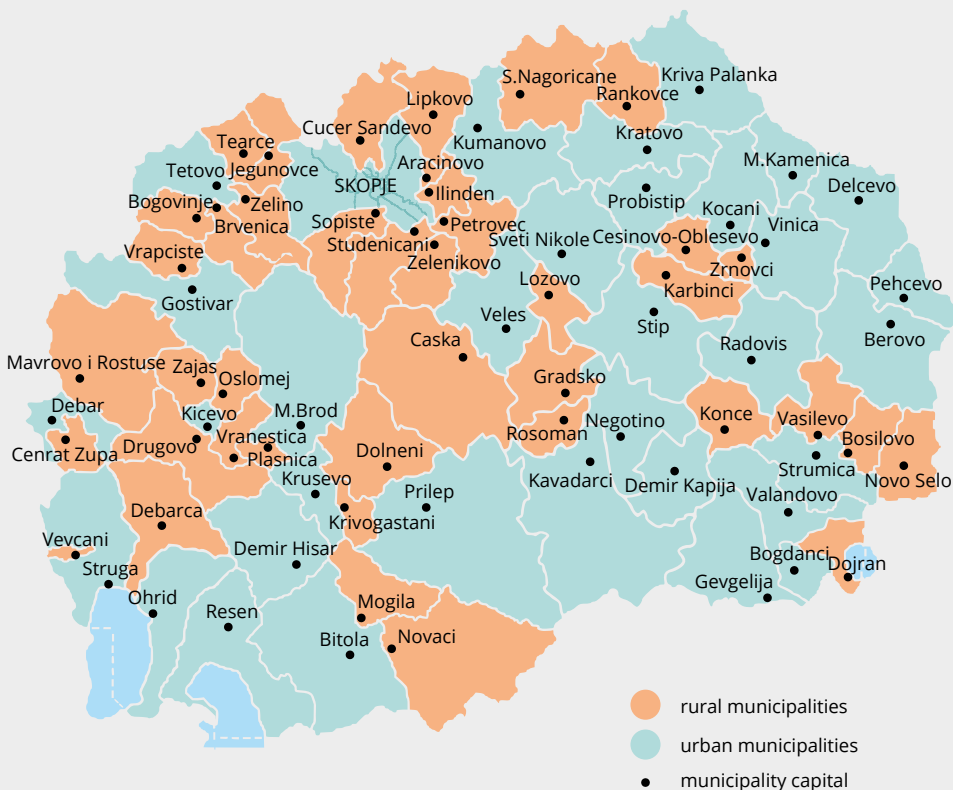 S.Nagoricane
Kriva Palanka
Rankovce
Lipkovo
Cucer Sandevo
Kumanovo
Kratovo
Tearce
Jegunovce
Aracinovo
M.Kamenica
Tetovo
SKOPJE
Ilinden
Delcevo
Bogovinje
Zelino
Probistip
Brvenica
Sopiste
Petrovec
Kocani
Vinica
Studenicani
Sveti Nikole
Cesinovo-Oblesevo
Vrapciste
Zelenikovo
Zrnovci
Gostivar
Lozovo
Karbinci
Pehcevo
Veles
Stip
Berovo
Caska
Radovis
Mavrovo i Rostuse
Zajas
Oslomej
Gradsko
Debar
Kicevo
M.Brod
Negotino
Konce
Vasilevo
Cenrat Zupa
Drugovo
Vranestica
Rosoman
Bosilovo
Plasnica
Dolneni
Strumica
Novo Selo
Krusevo
Prilep
Kavadarci
Demir Kapija
Valandovo
Debarca
Krivogastani
Vevcani
Demir Hisar
Bogdanci
Dojran
Struga
Gevgelija
Ohrid
Resen
Mogila
Bitola
Novaci
rural municipalities
urban municipalities
municipality capital